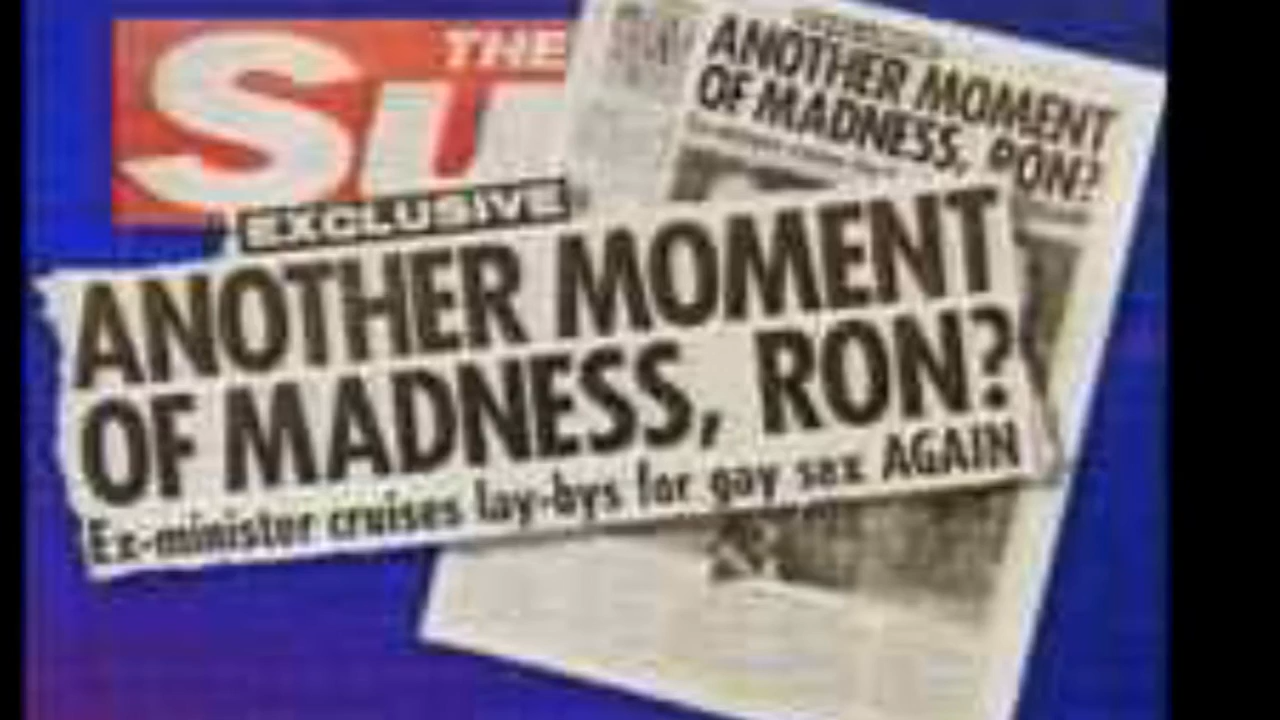 THE
Su
EXCLUSIVE
ANOTHER MOMENT
OF MADNESS, RON?
Ex-minister cruises lay-bys for gay sex AGAIN
ANOTHER MOMENT
OF MADNESS, RON?